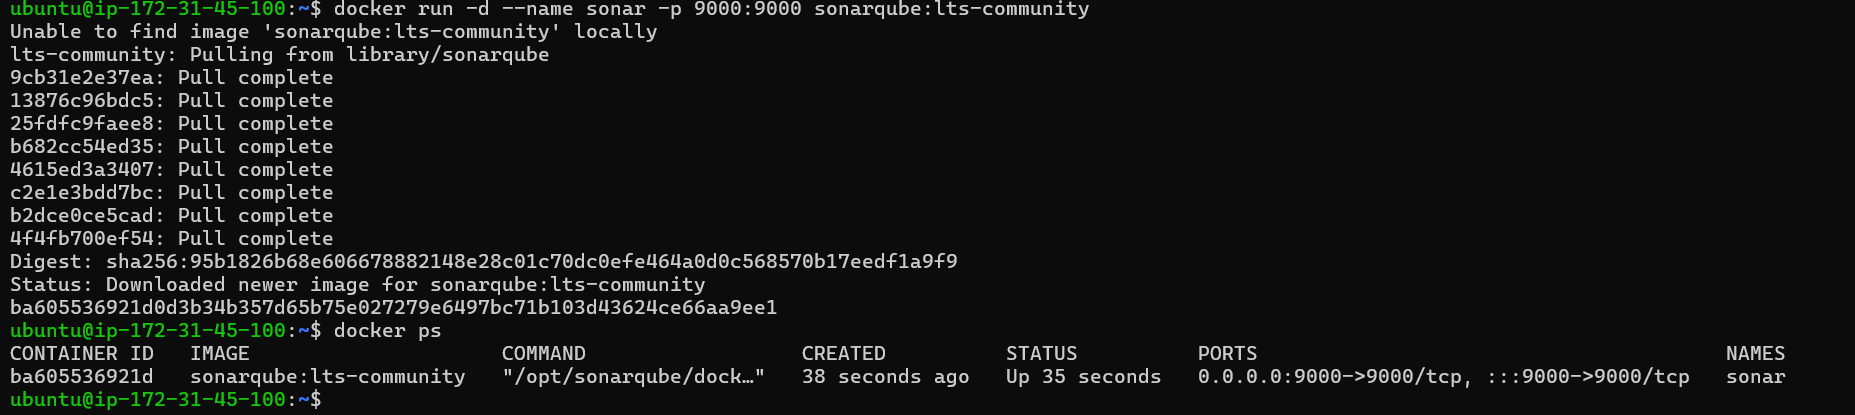 ubuntu@ip-172-31-45-100:~$ docker run -d --name sonar -p 9000:9000 sonarqube:lts-community
Unable to find image 'sonarqube:lts-community' locally
lts-community: Pulling from library/sonarqube
9cb31e2e37ea: Pull complete
13876c96bdc5: Pull complete
25fdfc9faee8: Pull complete
b682cc54ed35: Pull complete
4615ed3a3407: Pull complete
c2e1e3bdd7bc: Pull complete
b2dce0ce5cad: Pull complete
4f4fb700ef54: Pull complete
Digest: sha256:95b1826b68e606678882148e28c01c70dc0efe464a0d0c568570b17eedf1a9f9
Status: Downloaded newer image for sonarqube:lts-community
ba605536921d0d3b34b357d65b75e027279e6497bc71b103d43624ce66aa9ee1
ubuntu@ip-172-31-45-100:~$ docker ps
CONTAINER ID   IMAGE                     COMMAND                  CREATED          STATUS          PORTS                                       NAMES
ba605536921d   sonarqube:lts-community   "/opt/sonarqube/dock…"   38 seconds ago   Up 35 seconds   0.0.0.0:9000->9000/tcp, :::9000->9000/tcp   sonar
ubuntu@ip-172-31-45-100:~$